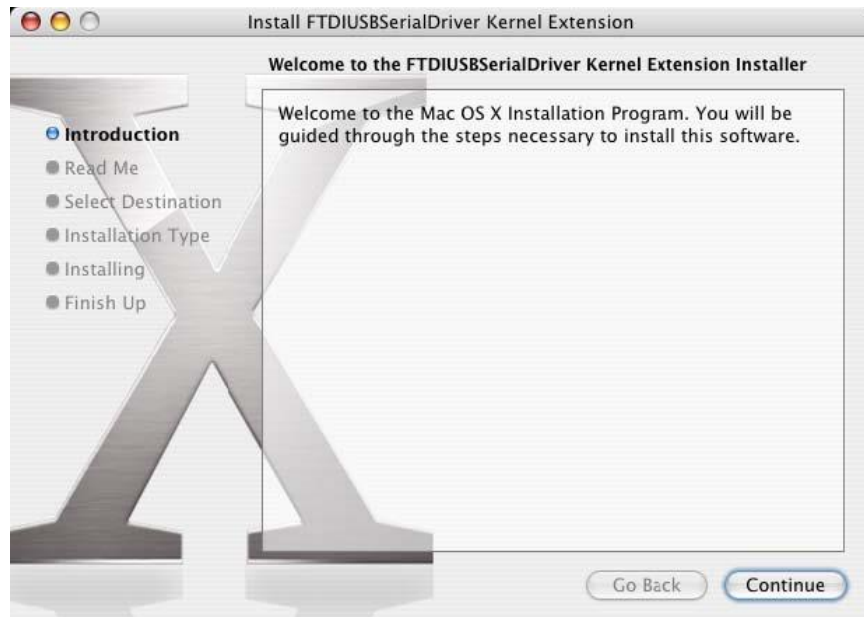 Install FTDIUSBSerialDriver Kernel Extension
Welcome to the FTDIUSBSerialDriver Kernel Extension Installer
Introduction
Read Me
Select Destination
Installation Type
Installing
Finish Up
Welcome to the Mac OS X Installation Program. You will be
guided through the steps necessary to install this software.
Go Back
Continue